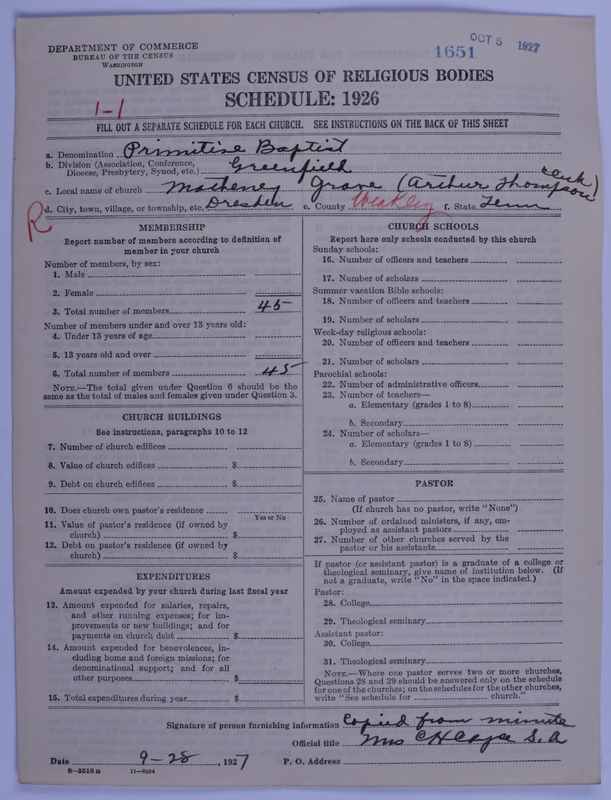 DEPARTMENT OF COMMERCE
BUREAU OF THE CENSUS
WASHINGTON
1651
OCT 5 1927
UNITED STATES CENSUS OF RELIGIOUS BODIES
SCHEDULE: 1926
1-1
FILL OUT A SEPARATE SCHEDULE FOR EACH CHURCH. SEE INSTRUCTIONS ON THE BACK OF THIS SHEET
a. Denomination Primitive Baptist
b. Division (Association, Conference, Diocese, Presbytery, Synod, etc.) Greenfield
c. Local name of church Matheney Grove (Arthur Thompson clerk)
R
d. City, town, village, or township, etc. Dresden e. County Weakley f. State Tenn
MEMBERSHIP
Report number of members according to definition of
member in your church
Number of members, by sex:
1. Male
2. Female
3. Total number of members 45
Number of members under and over 13 years old:
4. Under 13 years of age
5. 13 years old and over
6. Total number of members 45
NOTE.—The total given under Question 6 should be the
same as the total of males and females given under Question 3.
CHURCH BUILDINGS
See instructions, paragraphs 10 to 12
7. Number of church edifices
8. Value of church edifices $
9. Debt on church edifices $
10. Does church own pastor's residence
Yes or No
11. Value of pastor's residence (if owned by
church) $
12. Debt on pastor's residence (if owned by
church) $
EXPENDITURES
Amount expended by your church during last fiscal year
13. Amount expended for salaries, repairs,
and other running expenses; for im-
provements or new buildings; and for
payments on church debt $
14. Amount expended for benevolences, in-
cluding home and foreign missions; for
denominational support; and for all
other purposes $
15. Total expenditures during year $
CHURCH SCHOOLS
Report here only schools conducted by this church
Sunday schools:
16. Number of officers and teachers
17. Number of scholars
Summer vacation Bible schools:
18. Number of officers and teachers
19. Number of scholars
Week-day religious schools:
20. Number of officers and teachers
21. Number of scholars
Parochial schools:
22. Number of administrative officers
23. Number of teachers—
a. Elementary (grades 1 to 8)
b. Secondary
24. Number of scholars—
a. Elementary (grades 1 to 8)
b. Secondary
PASTOR
25. Name of pastor
(If church has no pastor, write "None")
26. Number of ordained ministers, if any, em-
ployed as assistant pastors
27. Number of other churches served by the
pastor or his assistants
If pastor (or assistant pastor) is a graduate of a college or
theological seminary, give name of institution below. (If
not a graduate, write "No" in the space indicated.)
Pastor:
28. College
29. Theological seminary
Assistant pastor:
30. College
31. Theological seminary
NOTE.—Where one pastor serves two or more churches,
Questions 28 and 29 should be answered only on the schedule
for one of the churches; on the schedules for the other churches,
write "See schedule for church."
Signature of person furnishing information Copied from minute
Official title Mrs C H Cayce S. A
Date 9-28, 1927 P. O. Address
8-5518 a 11-9064